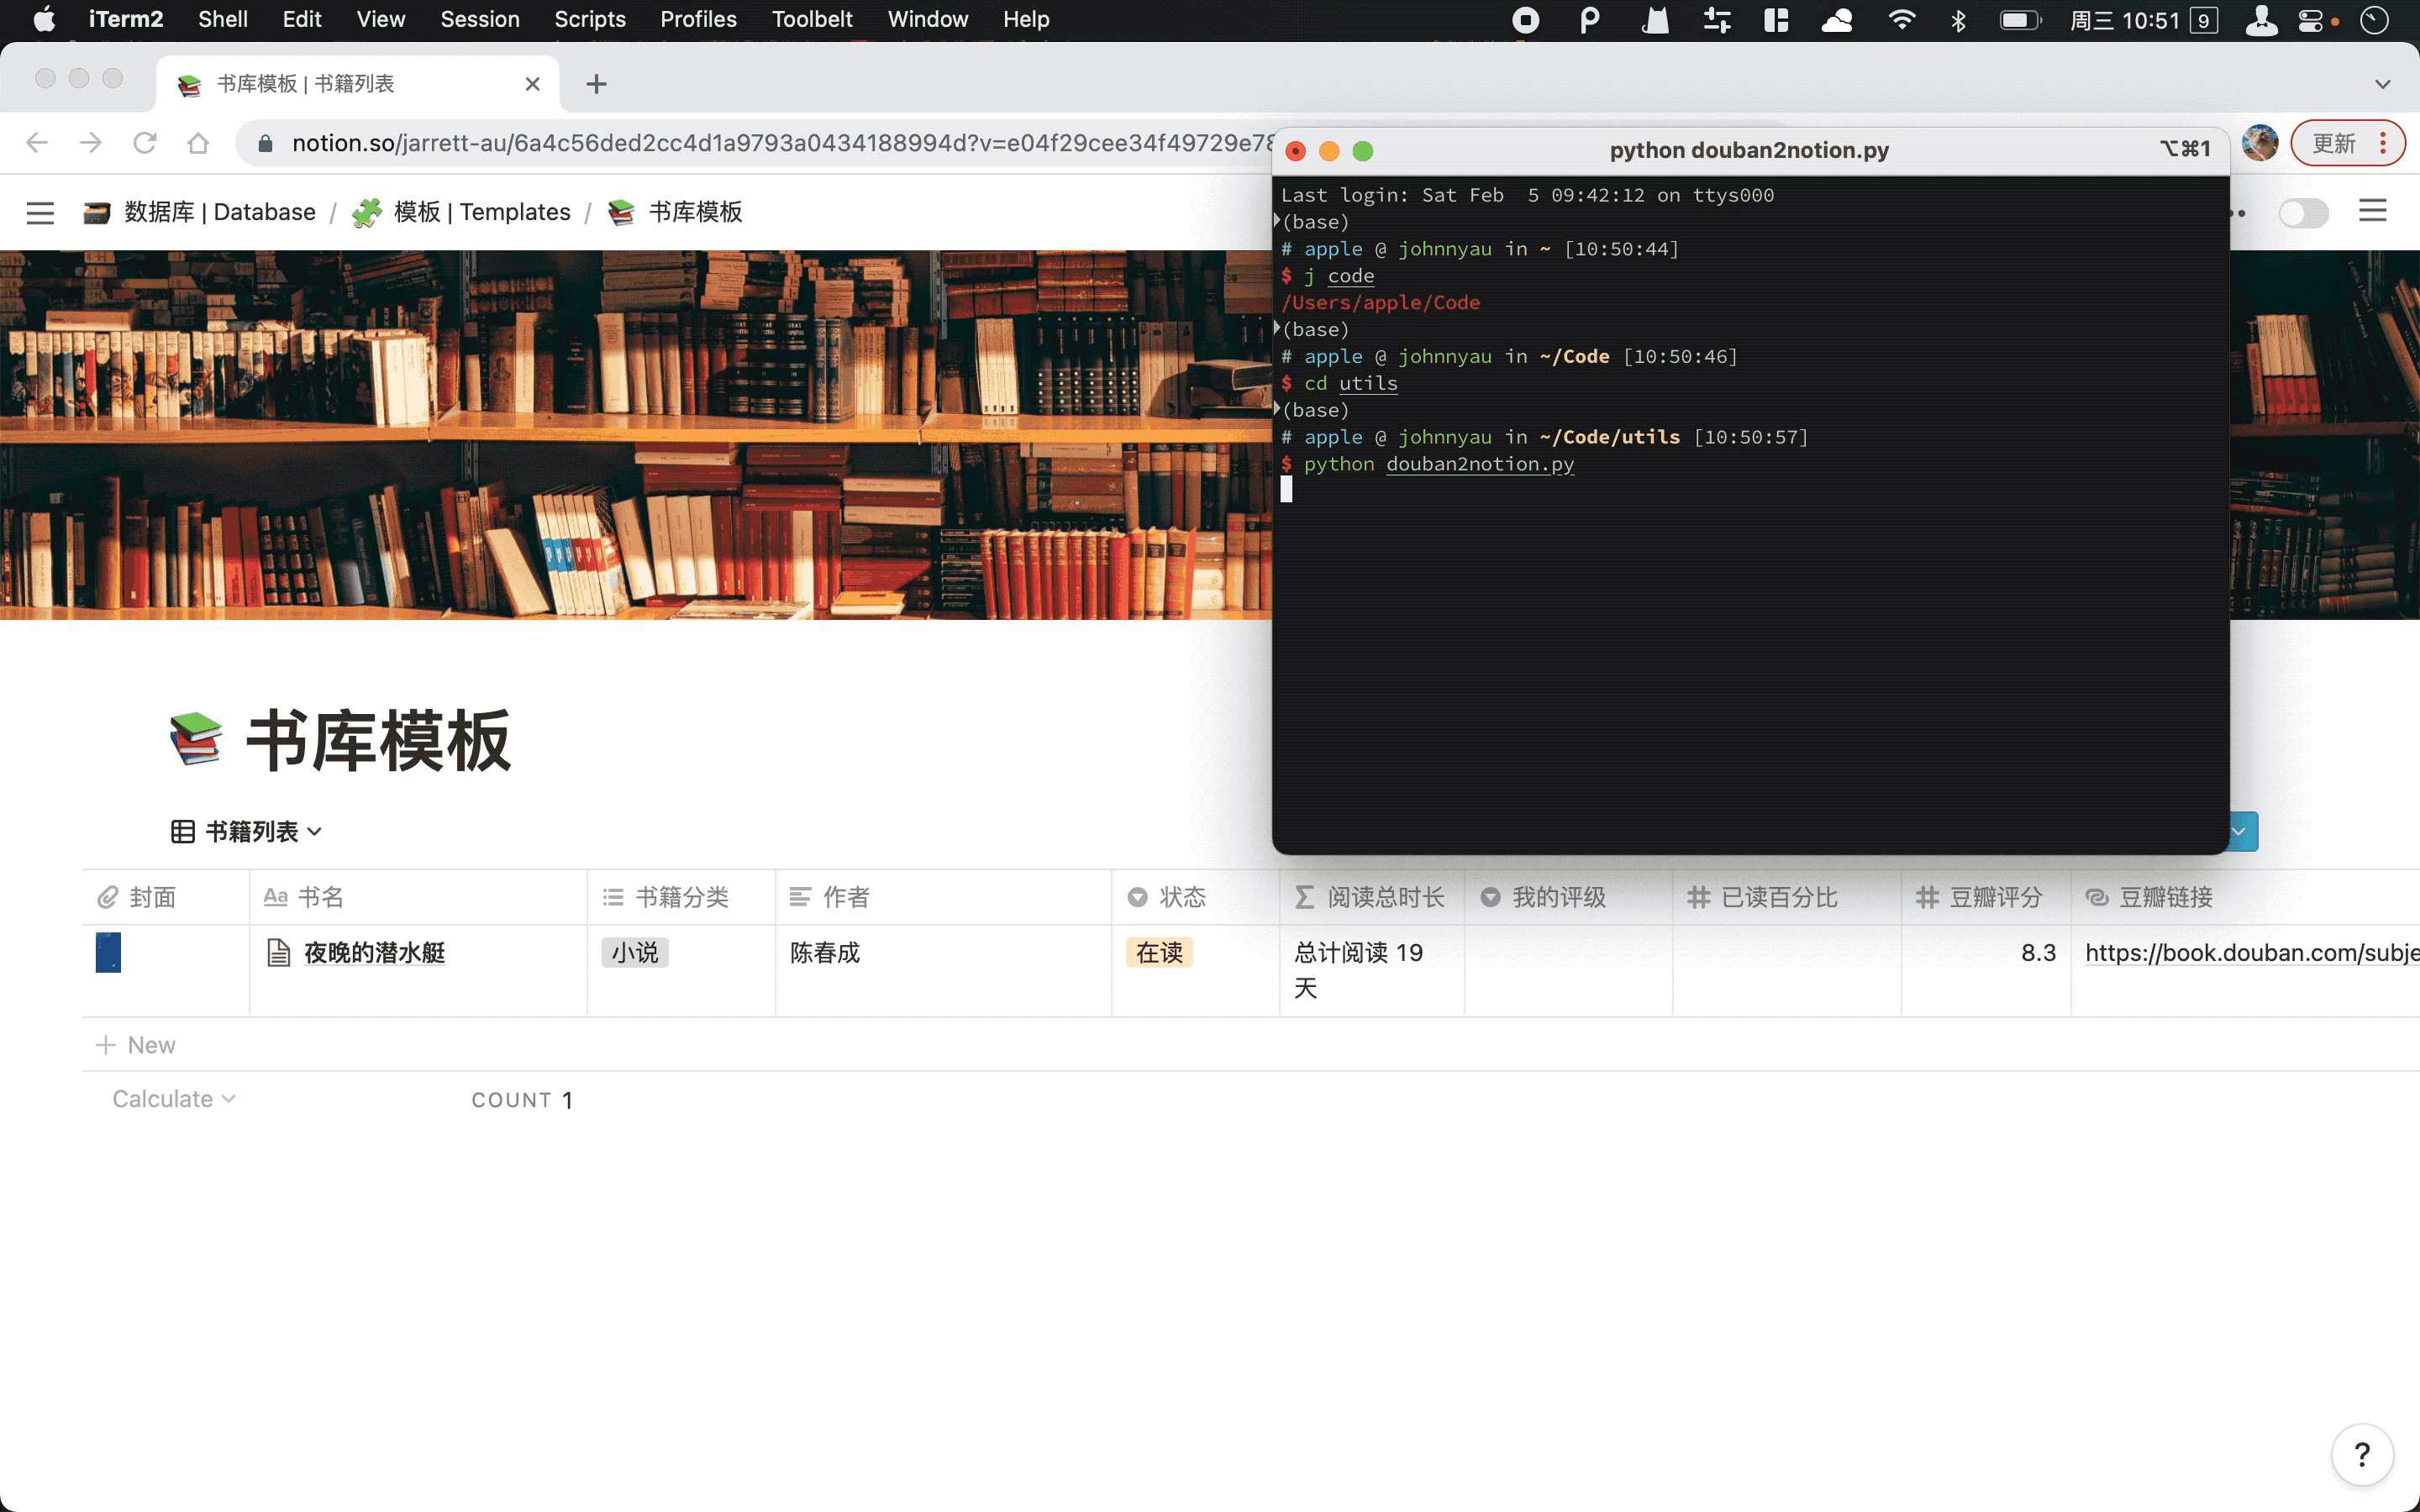 iTerm2 Shell Edit View Session Scripts Profiles Toolbelt Window Help 周三 10:51 9
书库模板 | 书籍列表
notion.so/jarrett-au/6a4c56ded2cc4d1a9793a0434188994d?v=e04f29cee34f49729e78
更新
数据库 | Database / 模板 | Templates / 书库模板
python douban2notion.py ⌥⌘1
Last login: Sat Feb  5 09:42:12 on ttys000
(base)
# apple @ johnnyau in ~ [10:50:44]
$ j code
/Users/apple/Code
(base)
# apple @ johnnyau in ~/Code [10:50:46]
$ cd utils
(base)
# apple @ johnnyau in ~/Code/utils [10:50:57]
$ python douban2notion.py
书库模板
书籍列表
封面 Aa 书名 书籍分类 作者 状态 阅读总时长 我的评级 已读百分比 豆瓣评分 豆瓣链接
夜晚的潜水艇 小说 陈春成 在读 总计阅读 19 8.3 https://book.douban.com/subje
天
+ New
Calculate COUNT 1
?